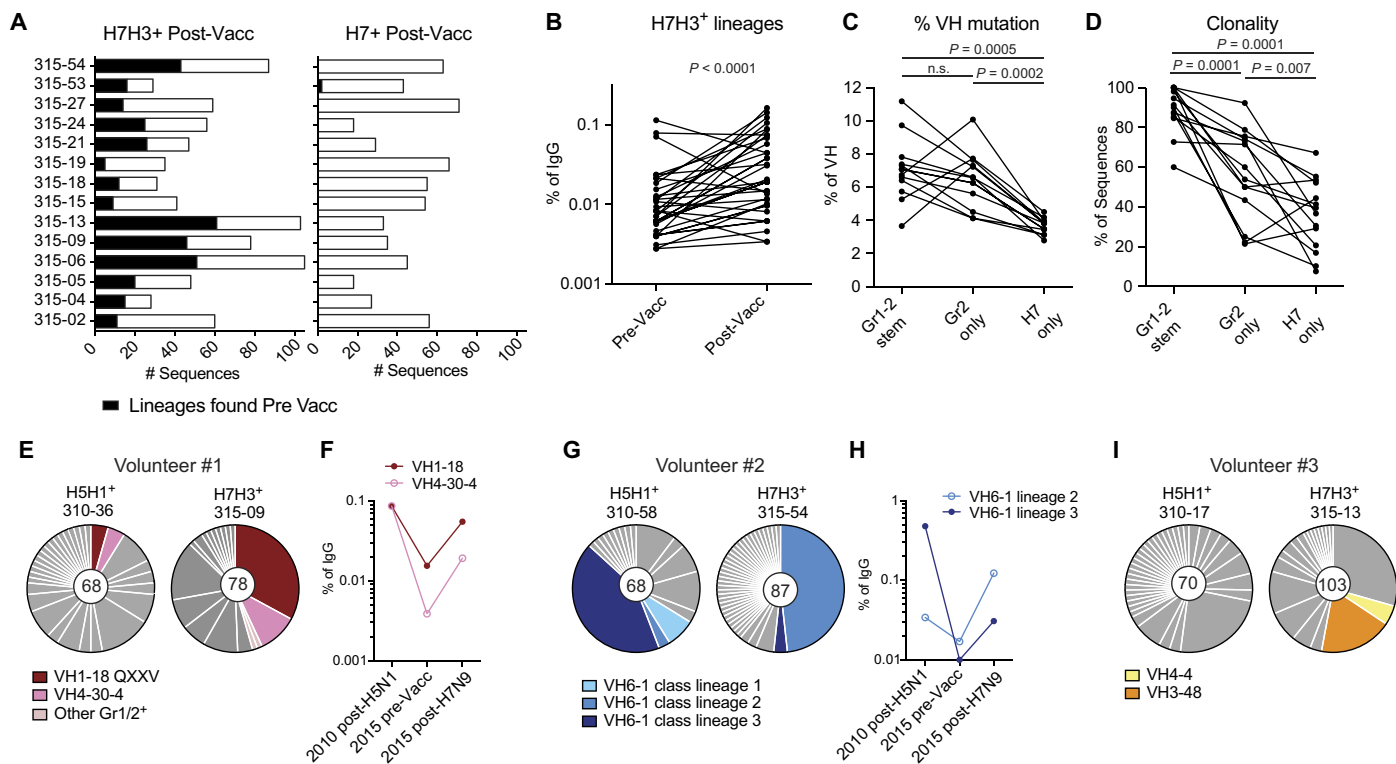 A
H7H3+ Post-Vacc
H7+ Post-Vacc
315-54
315-53
315-27
315-24
315-21
315-19
315-18
315-15
315-13
315-09
315-06
315-05
315-04
315-02
0 20 40 60 80 100
0 20 40 60 80 100
# Sequences
# Sequences
Lineages found Pre Vacc
B
H7H3+ lineages
P < 0.0001
% of IgG
0.1
0.01
0.001
Pre-Vacc
Post-Vacc
C
% VH mutation
P = 0.0005
n.s.
P = 0.0002
% of VH
12
10
8
6
4
2
0
Gr1-2 stem
Gr2 only
H7 only
D
Clonality
P = 0.0001
P = 0.0001
P = 0.007
% of Sequences
100
80
60
40
20
0
Gr1-2 stem
Gr2 only
H7 only
E
Volunteer #1
H5H1+
310-36
H7H3+
315-09
68
78
VH1-18 QXXV
VH4-30-4
Other Gr1/2+
F
VH1-18
VH4-30-4
% of IgG
0.1
0.01
0.001
2010 post-H5N1
2015 pre-Vacc
2015 post-H7N9
G
Volunteer #2
H5H1+
310-58
H7H3+
315-54
68
87
VH6-1 class lineage 1
VH6-1 class lineage 2
VH6-1 class lineage 3
H
VH6-1 lineage 2
VH6-1 lineage 3
% of IgG
1
0.1
0.01
2010 post-H5N1
2015 pre-Vacc
2015 post-H7N9
I
Volunteer #3
H5H1+
310-17
H7H3+
315-13
70
103
VH4-4
VH3-48